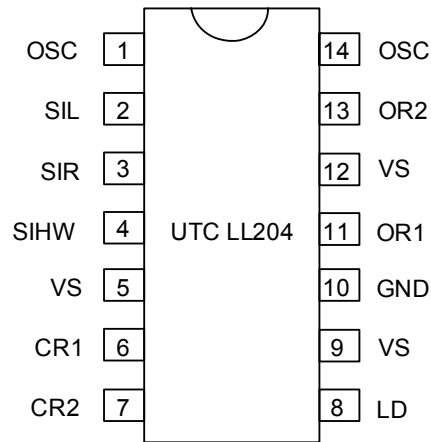 OSC 1 14 OSC
SIL 2 13 OR2
SIR 3 12 VS
SIHW 4 UTC LL204 11 OR1
VS 5 10 GND
CR1 6 9 VS
CR2 7 8 LD